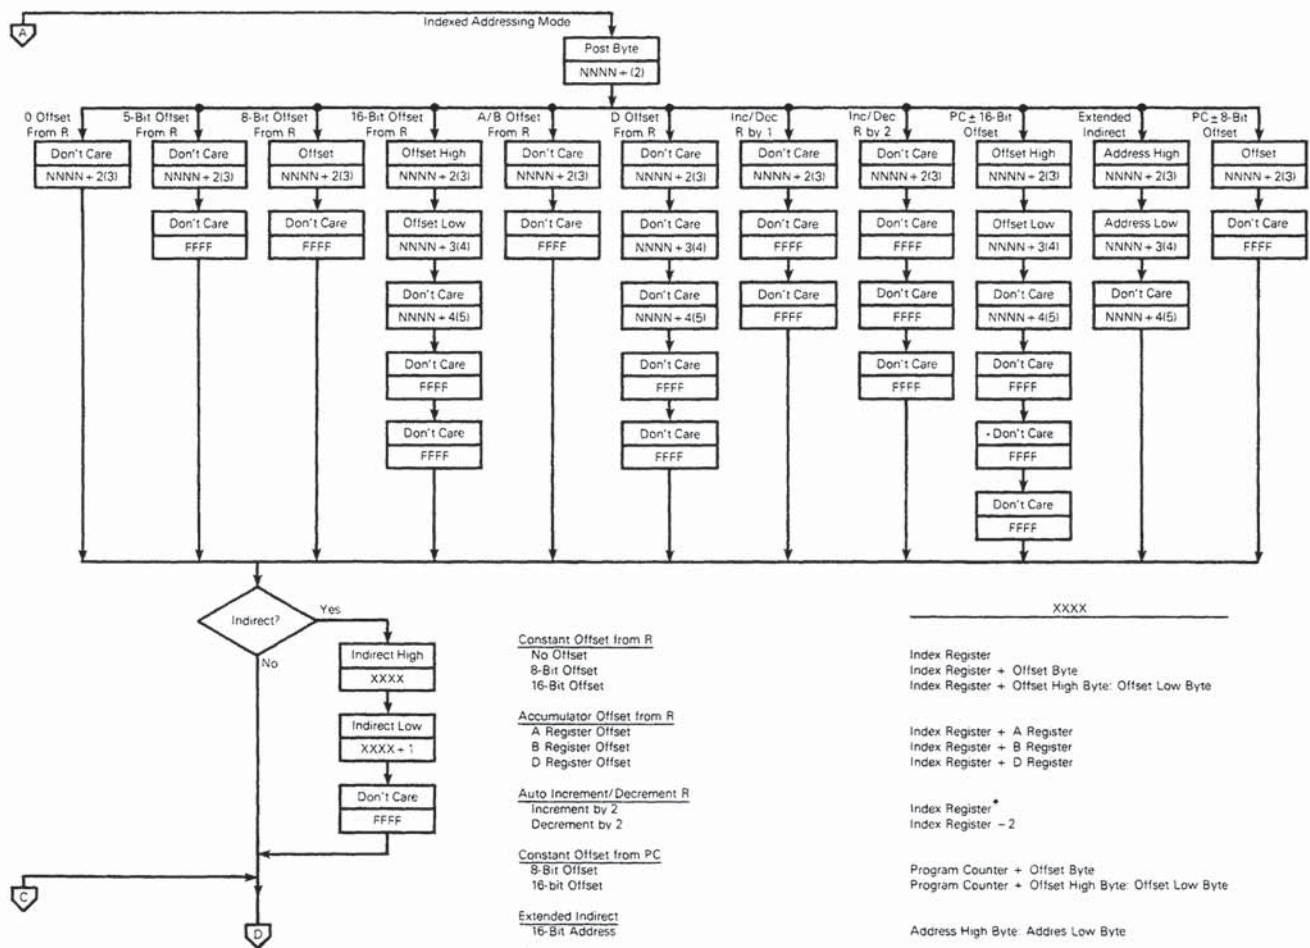 A
Indexed Addressing Mode
Post Byte
NNNN + (2)
0 Offset
From R
5-Bit Offset
From R
8-Bit Offset
From R
16-Bit Offset
From R
A/B Offset
From R
D Offset
From R
Inc/Dec
R by 1
Inc/Dec
R by 2
PC ± 16-Bit
Offset
Extended
Indirect
PC ± 8-Bit
Offset
Don't Care
NNNN + 2(3)
Don't Care
NNNN + 2(3)
Don't Care
FFFF
Offset
NNNN + 2(3)
Don't Care
FFFF
Offset High
NNNN + 2(3)
Offset Low
NNNN + 3(4)
Don't Care
NNNN + 4(5)
Don't Care
FFFF
Don't Care
FFFF
Don't Care
NNNN + 2(3)
Don't Care
FFFF
Don't Care
NNNN + 2(3)
Don't Care
NNNN + 3(4)
Don't Care
NNNN + 4(5)
Don't Care
FFFF
Don't Care
FFFF
Don't Care
NNNN + 2(3)
Don't Care
FFFF
Don't Care
FFFF
Don't Care
NNNN + 2(3)
Don't Care
FFFF
Don't Care
FFFF
Don't Care
FFFF
Offset High
NNNN + 2(3)
Offset Low
NNNN + 3(4)
Don't Care
NNNN + 4(5)
Don't Care
FFFF
Don't Care
FFFF
Don't Care
FFFF
Address High
NNNN + 2(3)
Address Low
NNNN + 3(4)
Don't Care
NNNN + 4(5)
Offset
NNNN + 2(3)
Don't Care
FFFF
Indirect?
Yes
No
Indirect High
XXXX
Indirect Low
XXXX + 1
Don't Care
FFFF
C
D
XXXX
Constant Offset from R
No Offset Index Register
8-Bit Offset Index Register + Offset Byte
16-Bit Offset Index Register + Offset High Byte: Offset Low Byte
Accumulator Offset from R
A Register Offset Index Register + A Register
B Register Offset Index Register + B Register
D Register Offset Index Register + D Register
Auto Increment/Decrement R
Increment by 2 Index Register*
Decrement by 2 Index Register - 2
Constant Offset from PC
8-Bit Offset Program Counter + Offset Byte
16-bit Offset Program Counter + Offset High Byte: Offset Low Byte
Extended Indirect
16-Bit Address Address High Byte: Addres Low Byte